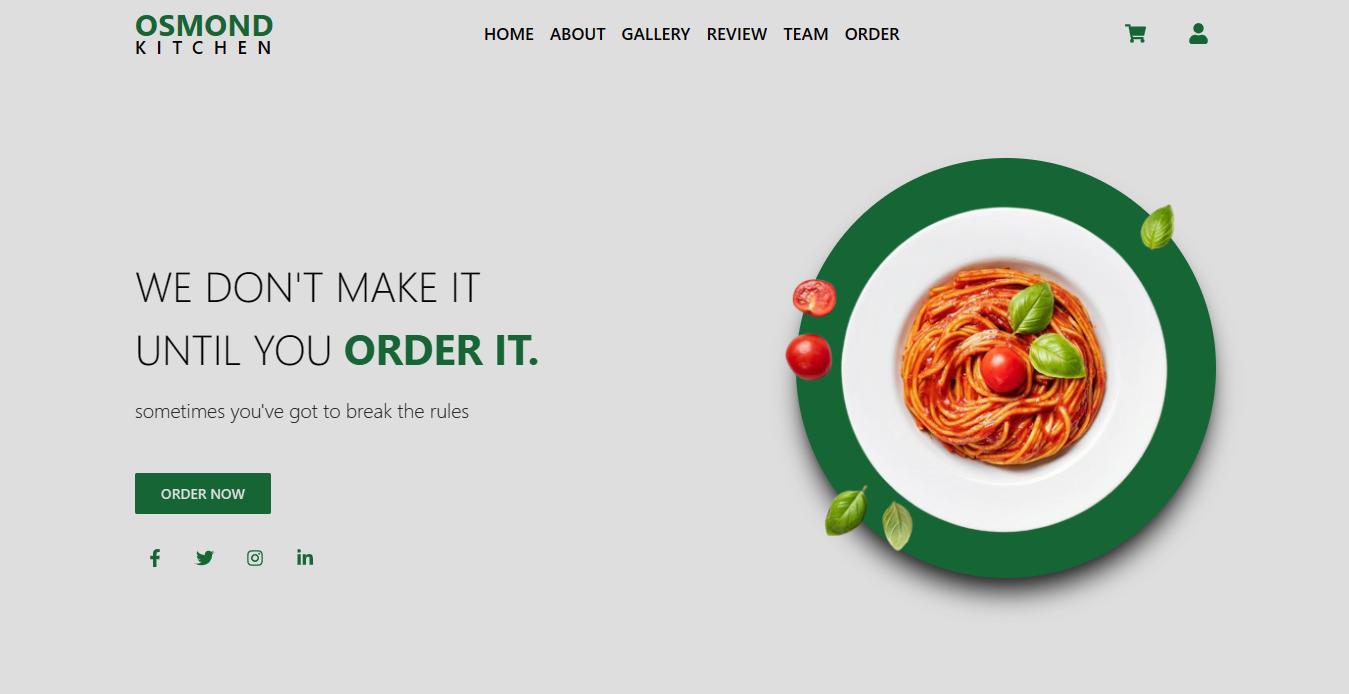 OSMOND
KITCHEN
HOME ABOUT GALLERY REVIEW TEAM ORDER
WE DON'T MAKE IT
UNTIL YOU ORDER IT.
sometimes you've got to break the rules
ORDER NOW